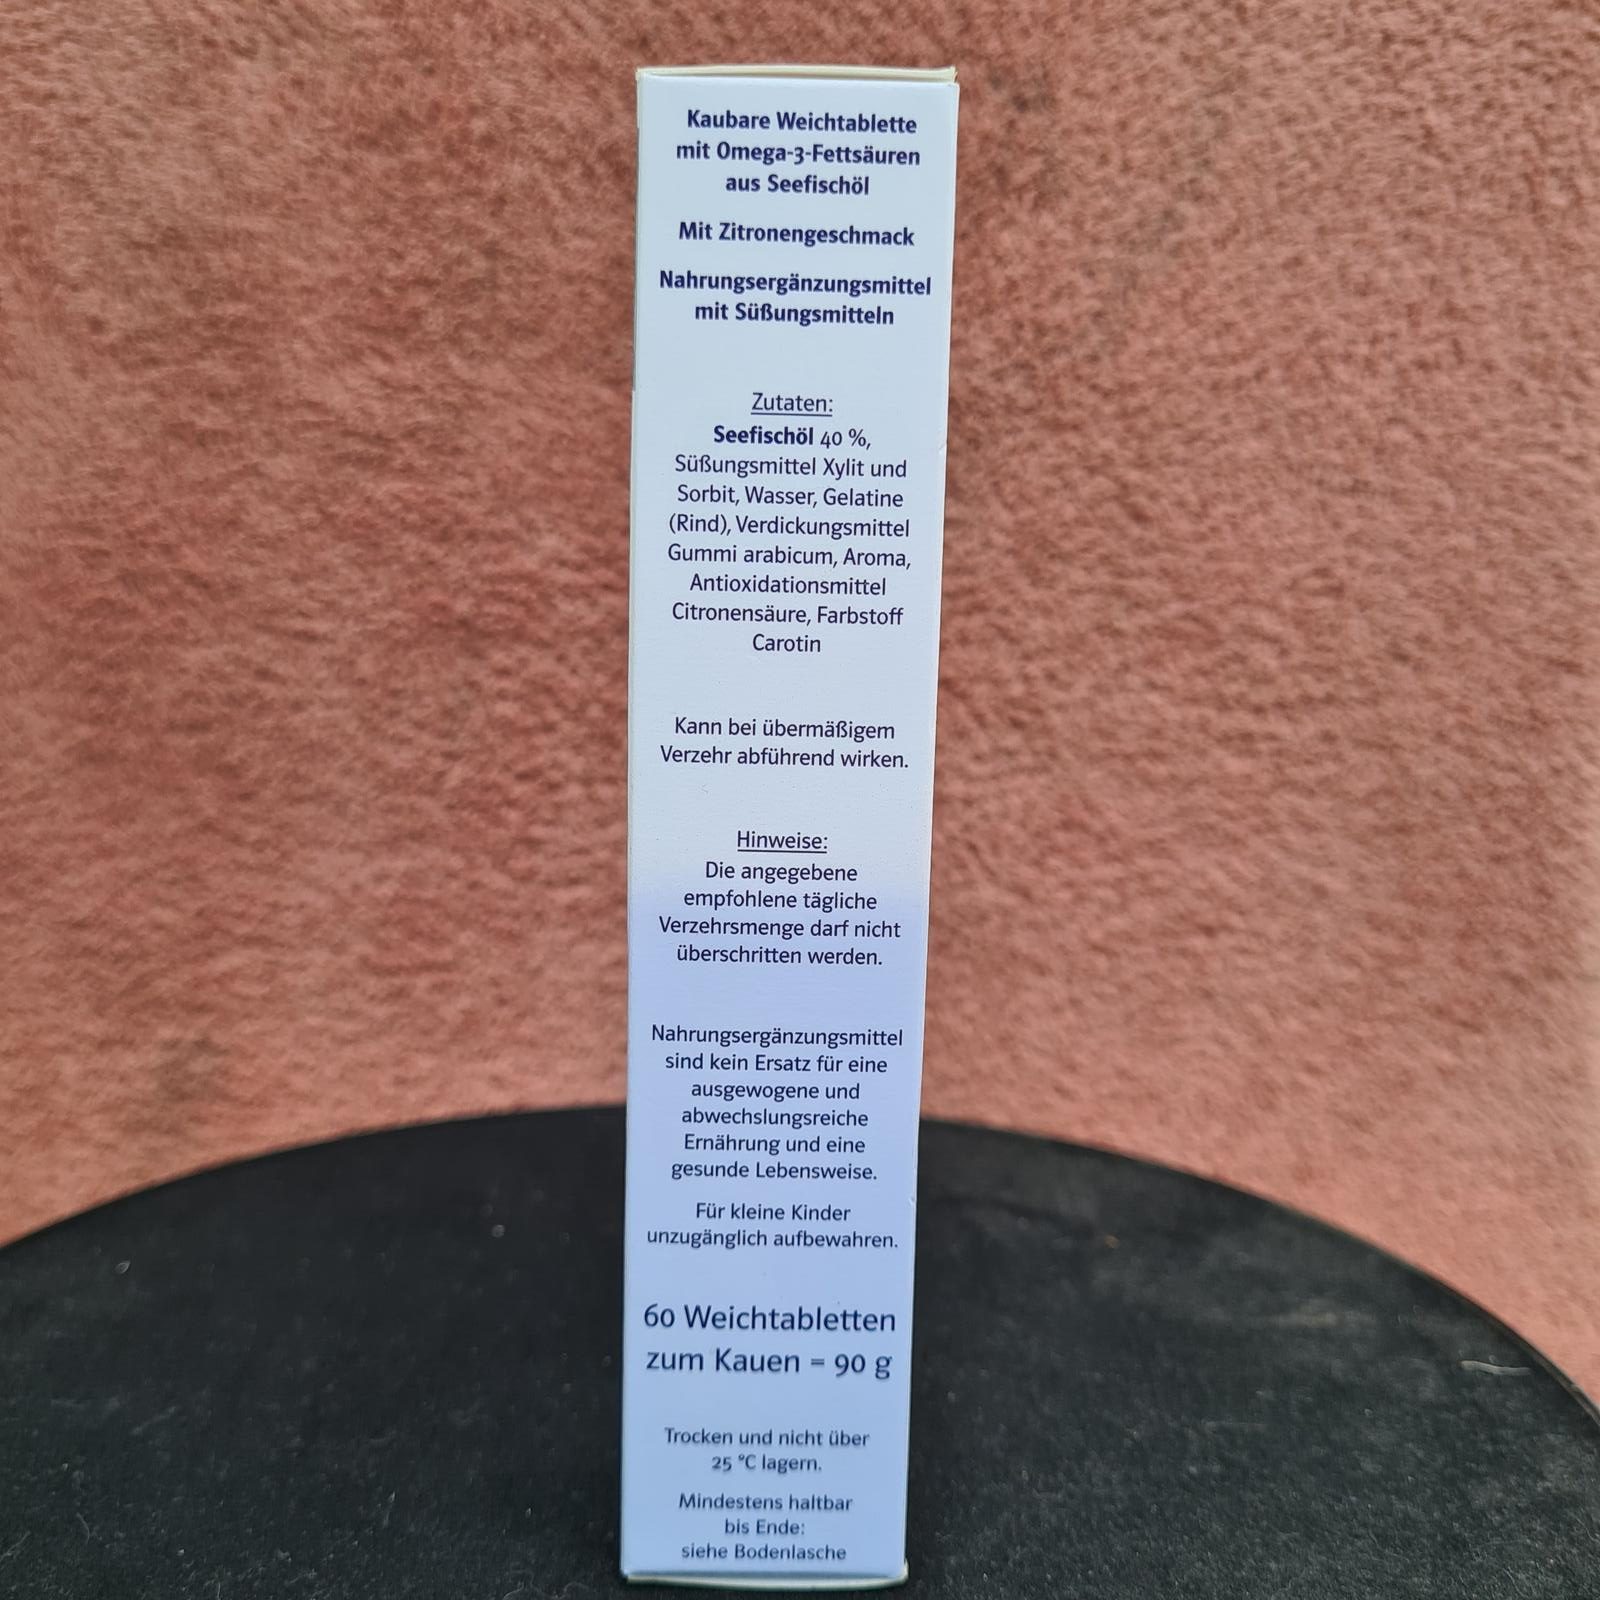 Kaubare Weichtablette
mit Omega-3-Fettsäuren
aus Seefischöl
Mit Zitronengeschmack
Nahrungsergänzungsmittel
mit Süßungsmitteln
Zutaten:
Seefischöl 40 %,
Süßungsmittel Xylit und
Sorbit, Wasser, Gelatine
(Rind), Verdickungsmittel
Gummi arabicum, Aroma,
Antioxidationsmittel
Citronensäure, Farbstoff
Carotin
Kann bei übermäßigem
Verzehr abführend wirken.
Hinweise:
Die angegebene
empfohlene tägliche
Verzehrsmenge darf nicht
überschritten werden.
Nahrungsergänzungsmittel
sind kein Ersatz für eine
ausgewogene und
abwechslungsreiche
Ernährung und eine
gesunde Lebensweise.
Für kleine Kinder
unzugänglich aufbewahren.
60 Weichtabletten
zum Kauen = 90 g
Trocken und nicht über
25 °C lagern.
Mindestens haltbar
bis Ende:
siehe Bodenlasche